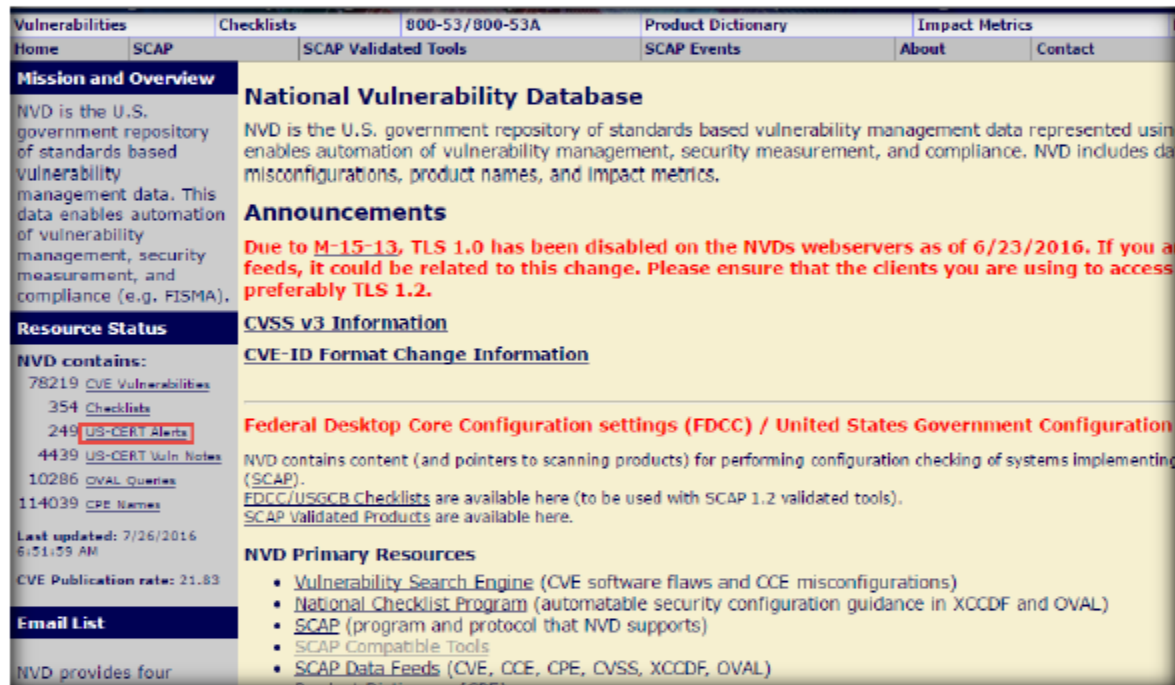 Vulnerabilities Checklists 800-53/800-53A Product Dictionary Impact Metrics
Home SCAP SCAP Validated Tools SCAP Events About Contact
Mission and Overview
NVD is the U.S.
government repository
of standards based
vulnerability
management data. This
data enables automation
of vulnerability
management, security
measurement, and
compliance (e.g. FISMA).
Resource Status
NVD contains:
78219 CVE Vulnerabilities
354 Checklists
249 US-CERT Alerts
4439 US-CERT Vuln Notes
10286 OVAL Queries
114039 CPE Names
Last updated: 7/26/2016
6:51:59 AM
CVE Publication rate: 21.83
Email List
NVD provides four
National Vulnerability Database
NVD is the U.S. government repository of standards based vulnerability management data represented usin
enables automation of vulnerability management, security measurement, and compliance. NVD includes da
misconfigurations, product names, and impact metrics.
Announcements
Due to M-15-13, TLS 1.0 has been disabled on the NVDs webservers as of 6/23/2016. If you a
feeds, it could be related to this change. Please ensure that the clients you are using to access
preferably TLS 1.2.
CVSS v3 Information
CVE-ID Format Change Information
Federal Desktop Core Configuration settings (FDCC) / United States Government Configuration
NVD contains content (and pointers to scanning products) for performing configuration checking of systems implementing
(SCAP).
FDCC/USGCB Checklists are available here (to be used with SCAP 1.2 validated tools).
SCAP Validated Products are available here.
NVD Primary Resources
• Vulnerability Search Engine (CVE software flaws and CCE misconfigurations)
• National Checklist Program (automatable security configuration guidance in XCCDF and OVAL)
• SCAP (program and protocol that NVD supports)
• SCAP Compatible Tools
• SCAP Data Feeds (CVE, CCE, CPE, CVSS, XCCDF, OVAL)